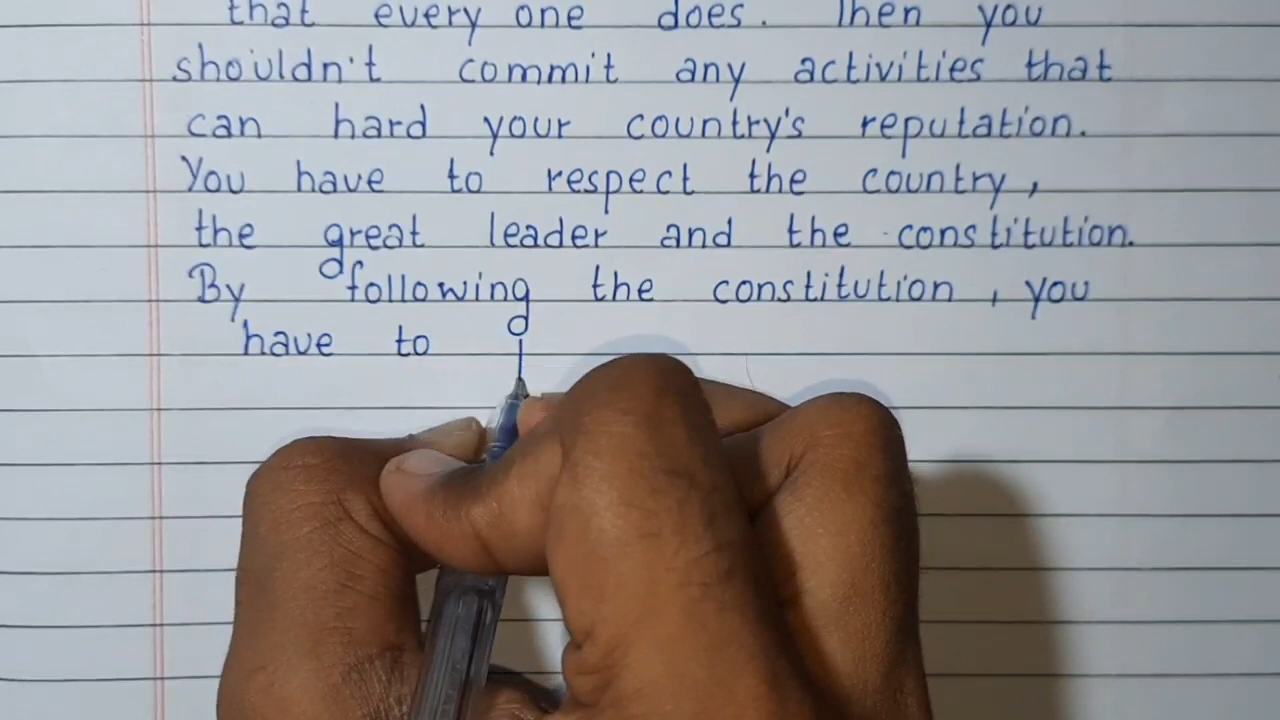 that every one does. Then you
shouldn't commit any activities that
can hard your country's reputation.
You have to respect the country,
the great leader and the constitution.
By following the constitution, you
have to